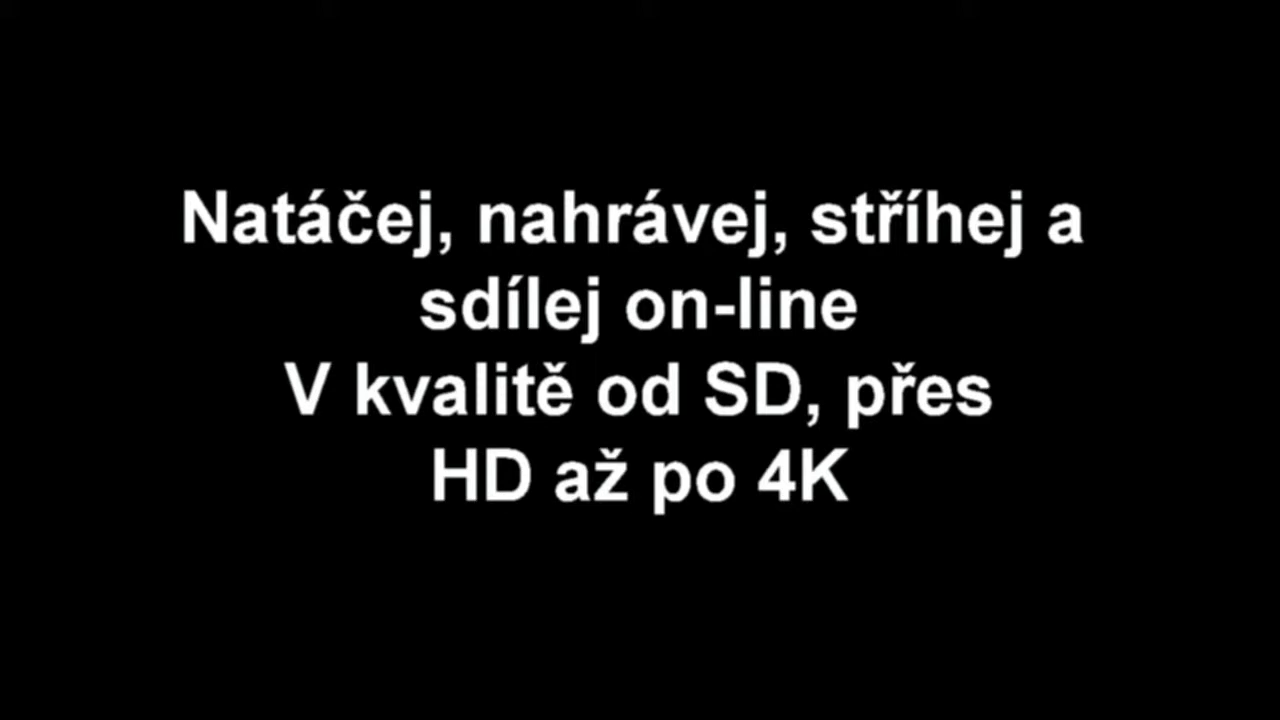 Natáčej, nahrávej, stříhej a
sdílej on-line
V kvalitě od SD, přes
HD až po 4K